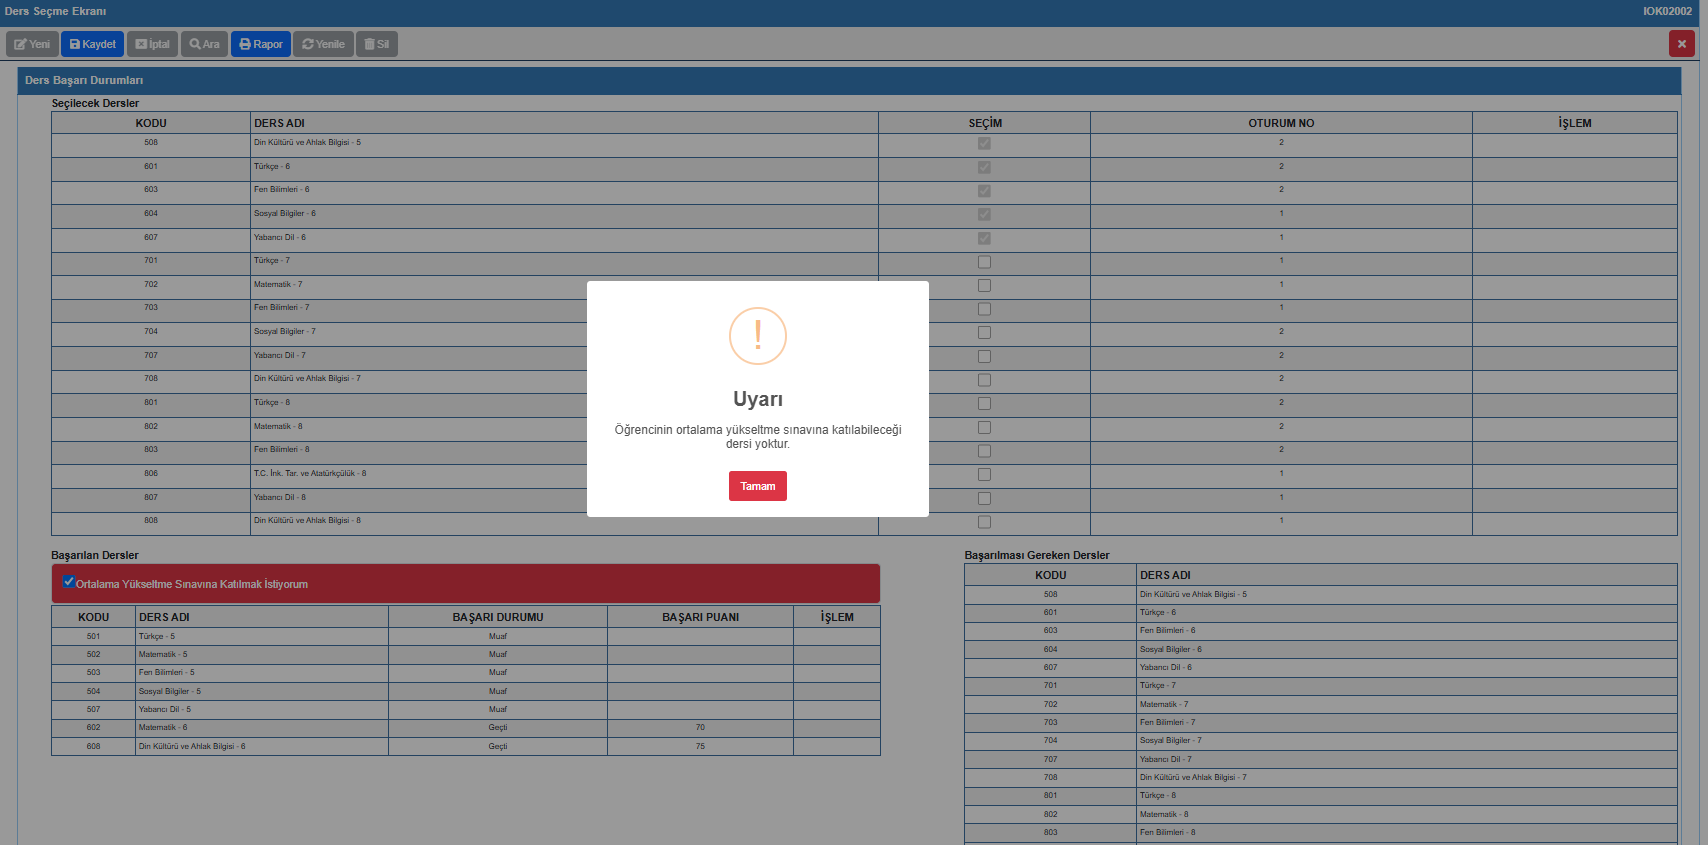 Ders Seçme Ekranı IOK02002
Yeni Kaydet İptal Ara Rapor Yenile Sil
Ders Başarı Durumları
Seçilecek Dersler
KODU DERS ADI SEÇİM OTURUM NO İŞLEM
508 Din Kültürü ve Ahlak Bilgisi - 5 2
601 Türkçe - 6 2
603 Fen Bilimleri - 6 2
604 Sosyal Bilgiler - 6 1
607 Yabancı Dil - 6 1
701 Türkçe - 7 1
702 Matematik - 7 1
703 Fen Bilimleri - 7 1
704 Sosyal Bilgiler - 7 2
707 Yabancı Dil - 7 2
708 Din Kültürü ve Ahlak Bilgisi - 7 2
801 Türkçe - 8 2
802 Matematik - 8 2
803 Fen Bilimleri - 8 2
806 T.C. İnk. Tar. ve Atatürkçülük - 8 1
807 Yabancı Dil - 8 1
808 Din Kültürü ve Ahlak Bilgisi - 8 1
!
Uyarı
Öğrencinin ortalama yükseltme sınavına katılabileceği
dersi yoktur.
Tamam
Başarılan Dersler
Ortalama Yükseltme Sınavına Katılmak İstiyorum
KODU DERS ADI BAŞARI DURUMU BAŞARI PUANI İŞLEM
501 Türkçe - 5 Muaf
502 Matematik - 5 Muaf
503 Fen Bilimleri - 5 Muaf
504 Sosyal Bilgiler - 5 Muaf
507 Yabancı Dil - 5 Muaf
602 Matematik - 6 Geçti 70
608 Din Kültürü ve Ahlak Bilgisi - 6 Geçti 75
Başarılması Gereken Dersler
KODU DERS ADI
508 Din Kültürü ve Ahlak Bilgisi - 5
601 Türkçe - 6
603 Fen Bilimleri - 6
604 Sosyal Bilgiler - 6
607 Yabancı Dil - 6
701 Türkçe - 7
702 Matematik - 7
703 Fen Bilimleri - 7
704 Sosyal Bilgiler - 7
707 Yabancı Dil - 7
708 Din Kültürü ve Ahlak Bilgisi - 7
801 Türkçe - 8
802 Matematik - 8
803 Fen Bilimleri - 8